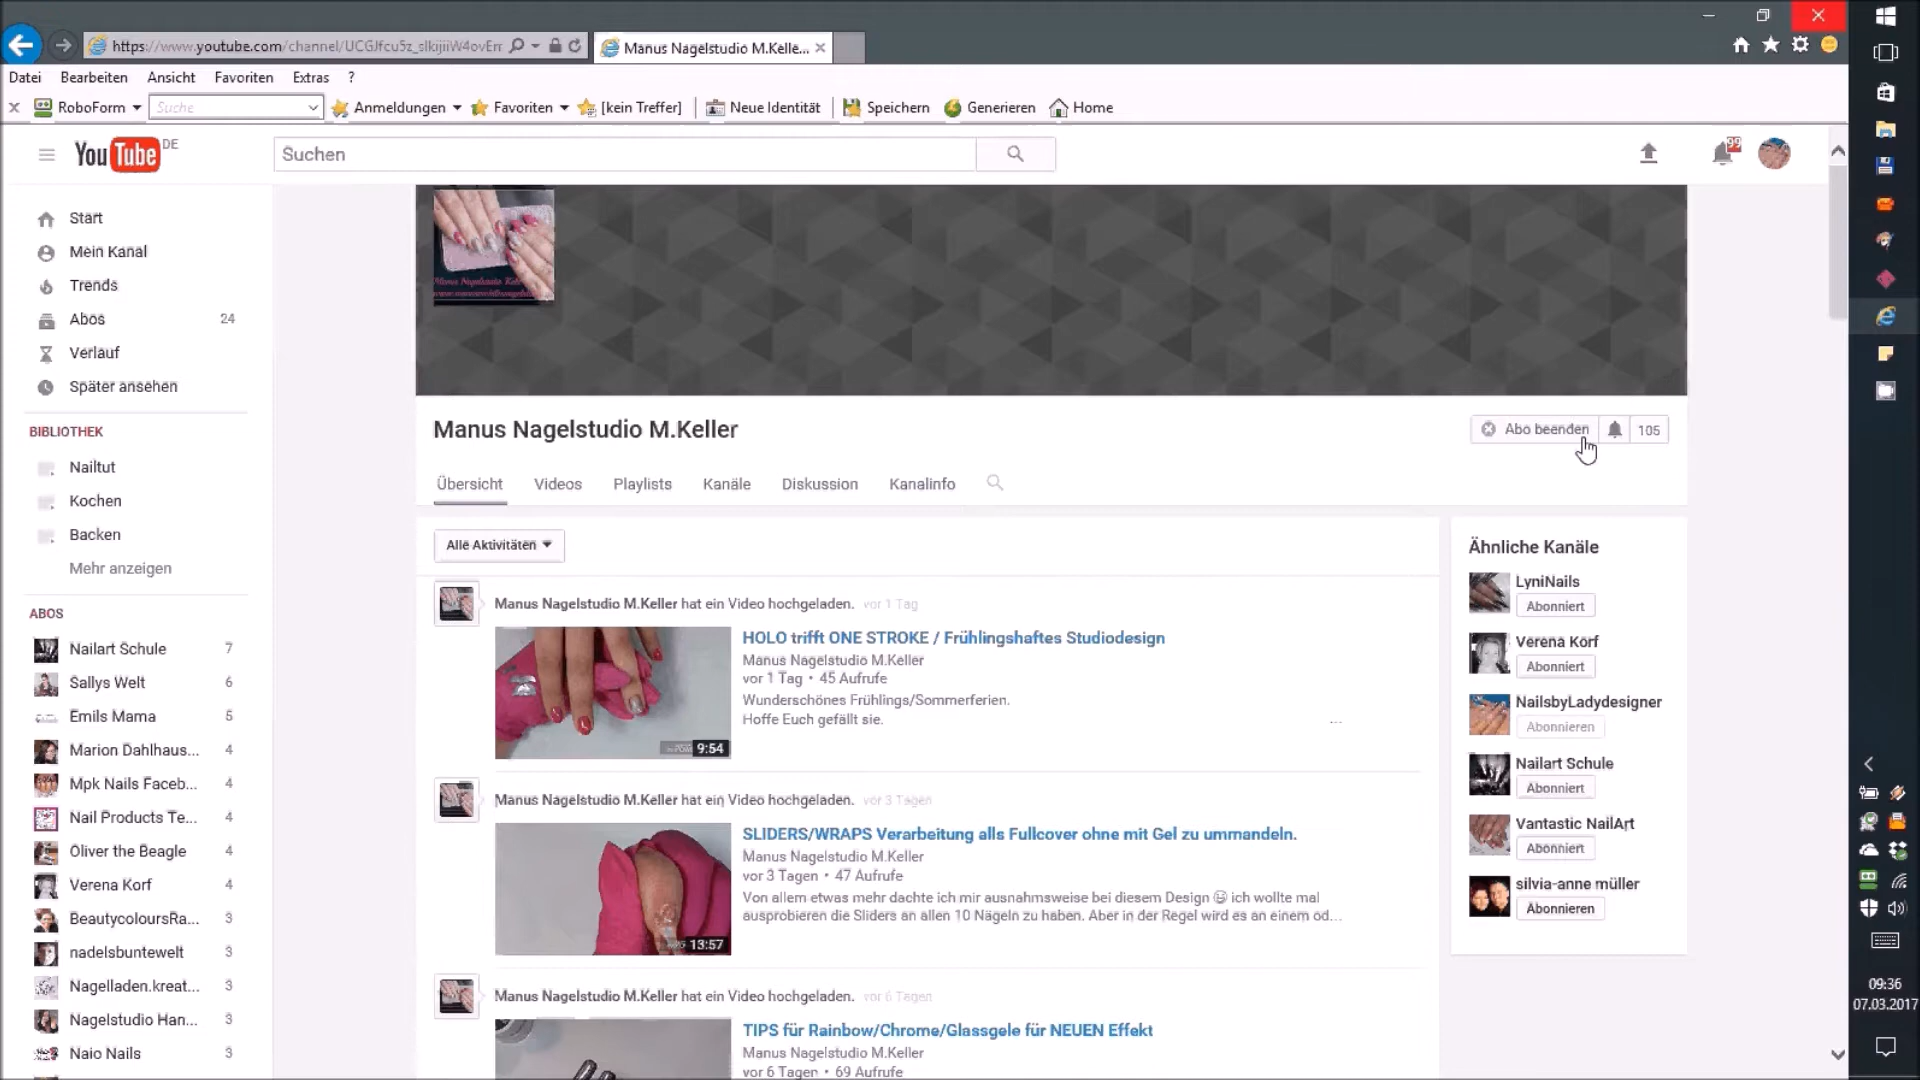 https://www.youtube.com/channel/UCGJfcu5z_slkijiiW4ovErr
Manus Nagelstudio M.Kelle...
Datei Bearbeiten Ansicht Favoriten Extras ?
RoboForm Suche Anmeldungen Favoriten [kein Treffer] Neue Identität Speichern Generieren Home
YouTube DE
Suchen
99
Start
Mein Kanal
Trends
Abos 24
Verlauf
Später ansehen
BIBLIOTHEK
Nailtut
Kochen
Backen
Mehr anzeigen
ABOS
Nailart Schule 7
Sallys Welt 6
Emils Mama 5
Marion Dahlhaus... 4
Mpk Nails Faceb... 4
Nail Products Te... 4
Oliver the Beagle 4
Verena Korf 4
BeautycoloursRa... 3
nadelsbuntewelt 3
Nagelladen.kreat... 3
Nagelstudio Han... 3
Naio Nails 3
Manus Nagelstudio
Manus Nagelstudio M.Keller
Abo beenden 105
Übersicht Videos Playlists Kanäle Diskussion Kanalinfo
Alle Aktivitäten
Manus Nagelstudio M.Keller hat ein Video hochgeladen. vor 1 Tag
9:54
HOLO trifft ONE STROKE / Frühlingshaftes Studiodesign
Manus Nagelstudio M.Keller
vor 1 Tag • 45 Aufrufe
Wunderschönes Frühlings/Sommerferien.
Hoffe Euch gefällt sie.
...
Manus Nagelstudio M.Keller hat ein Video hochgeladen. vor 3 Tagen
13:57
SLIDERS/WRAPS Verarbeitung alls Fullcover ohne mit Gel zu ummandeln.
Manus Nagelstudio M.Keller
vor 3 Tagen • 47 Aufrufe
Von allem etwas mehr dachte ich mir ausnahmsweise bei diesem Design 😉 ich wollte mal
ausprobieren die Sliders an allen 10 Nägeln zu haben. Aber in der Regel wird es an einem od...
Manus Nagelstudio M.Keller hat ein Video hochgeladen. vor 6 Tagen
TIPS für Rainbow/Chrome/Glassgele für NEUEN Effekt
Manus Nagelstudio M.Keller
vor 6 Tagen • 69 Aufrufe
Ähnliche Kanäle
LyniNails
Abonniert
Verena Korf
Abonniert
NailsbyLadydesigner
Abonnieren
Nailart Schule
Abonniert
Vantastic NailArt
Abonniert
silvia-anne müller
Abonnieren
09:36
07.03.2017